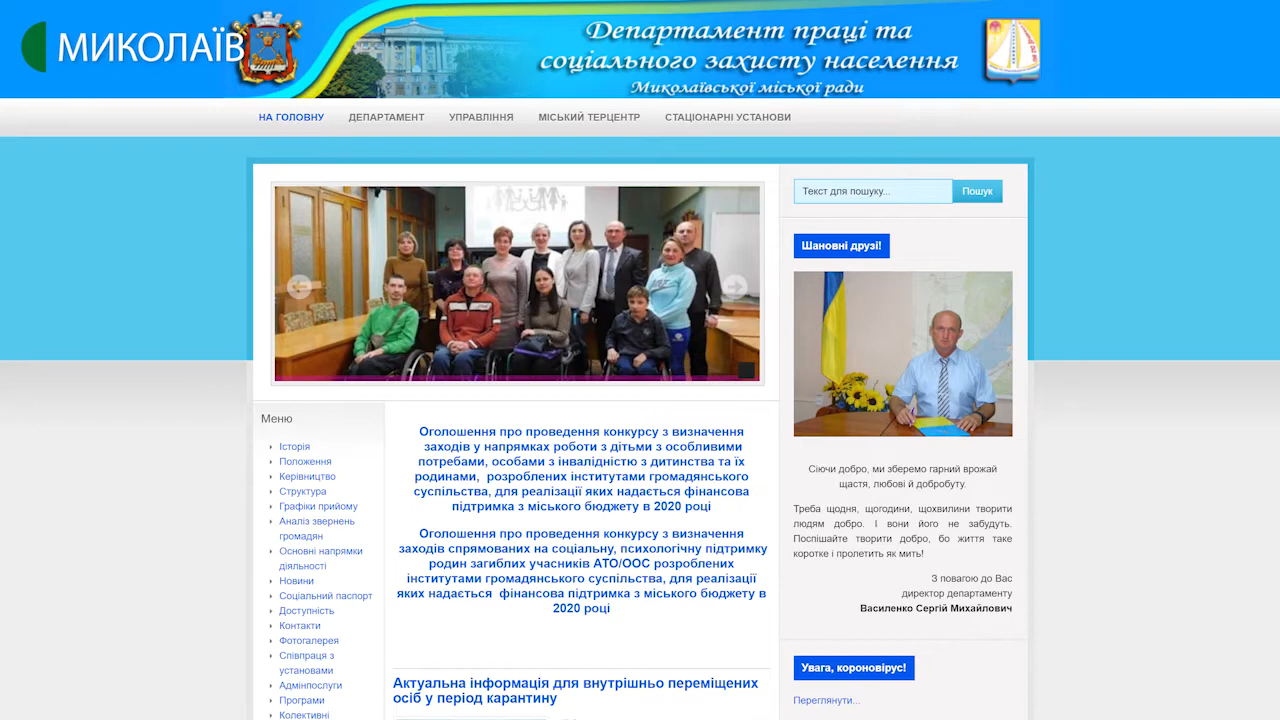 МИКОЛАЇВ
Департамент праці та
соціального захисту населення
Миколаївської міської ради
НА ГОЛОВНУ
ДЕПАРТАМЕНТ
УПРАВЛІННЯ
МІСЬКИЙ ТЕРЦЕНТР
СТАЦІОНАРНІ УСТАНОВИ
Текст для пошуку...
Пошук
Шановні друзі!
Сіючи добро, ми зберемо гарний врожай
щастя, любові й добробуту.
Треба щодня, щогодини, щохвилини творити
людям добро. І вони його не забудуть.
Поспішайте творити добро, бо життя таке
коротке і пролетить як мить!
З повагою до Вас
директор департаменту
Василенко Сергій Михайлович
Увага, короновірус!
Переглянути...
Меню
Історія
Положення
Керівництво
Структура
Графіки прийому
Аналіз звернень
громадян
Основні напрямки
діяльності
Новини
Соціальний паспорт
Доступність
Контакти
Фотогалерея
Співпраця з
установами
Адмінпослуги
Програми
Колективні
Оголошення про проведення конкурсу з визначення
заходів у напрямках роботи з дітьми з особливими
потребами, особами з інвалідністю з дитинства та їх
родинами, розроблених інститутами громадянського
суспільства, для реалізації яких надається фінансова
підтримка з міського бюджету в 2020 році
Оголошення про проведення конкурсу з визначення
заходів спрямованих на соціальну, психологічну підтримку
родин загиблих учасників АТО/ООС розроблених
інститутами громадянського суспільства, для реалізації
яких надається фінансова підтримка з міського бюджету в
2020 році
Актуальна інформація для внутрішньо переміщених
осіб у період карантину